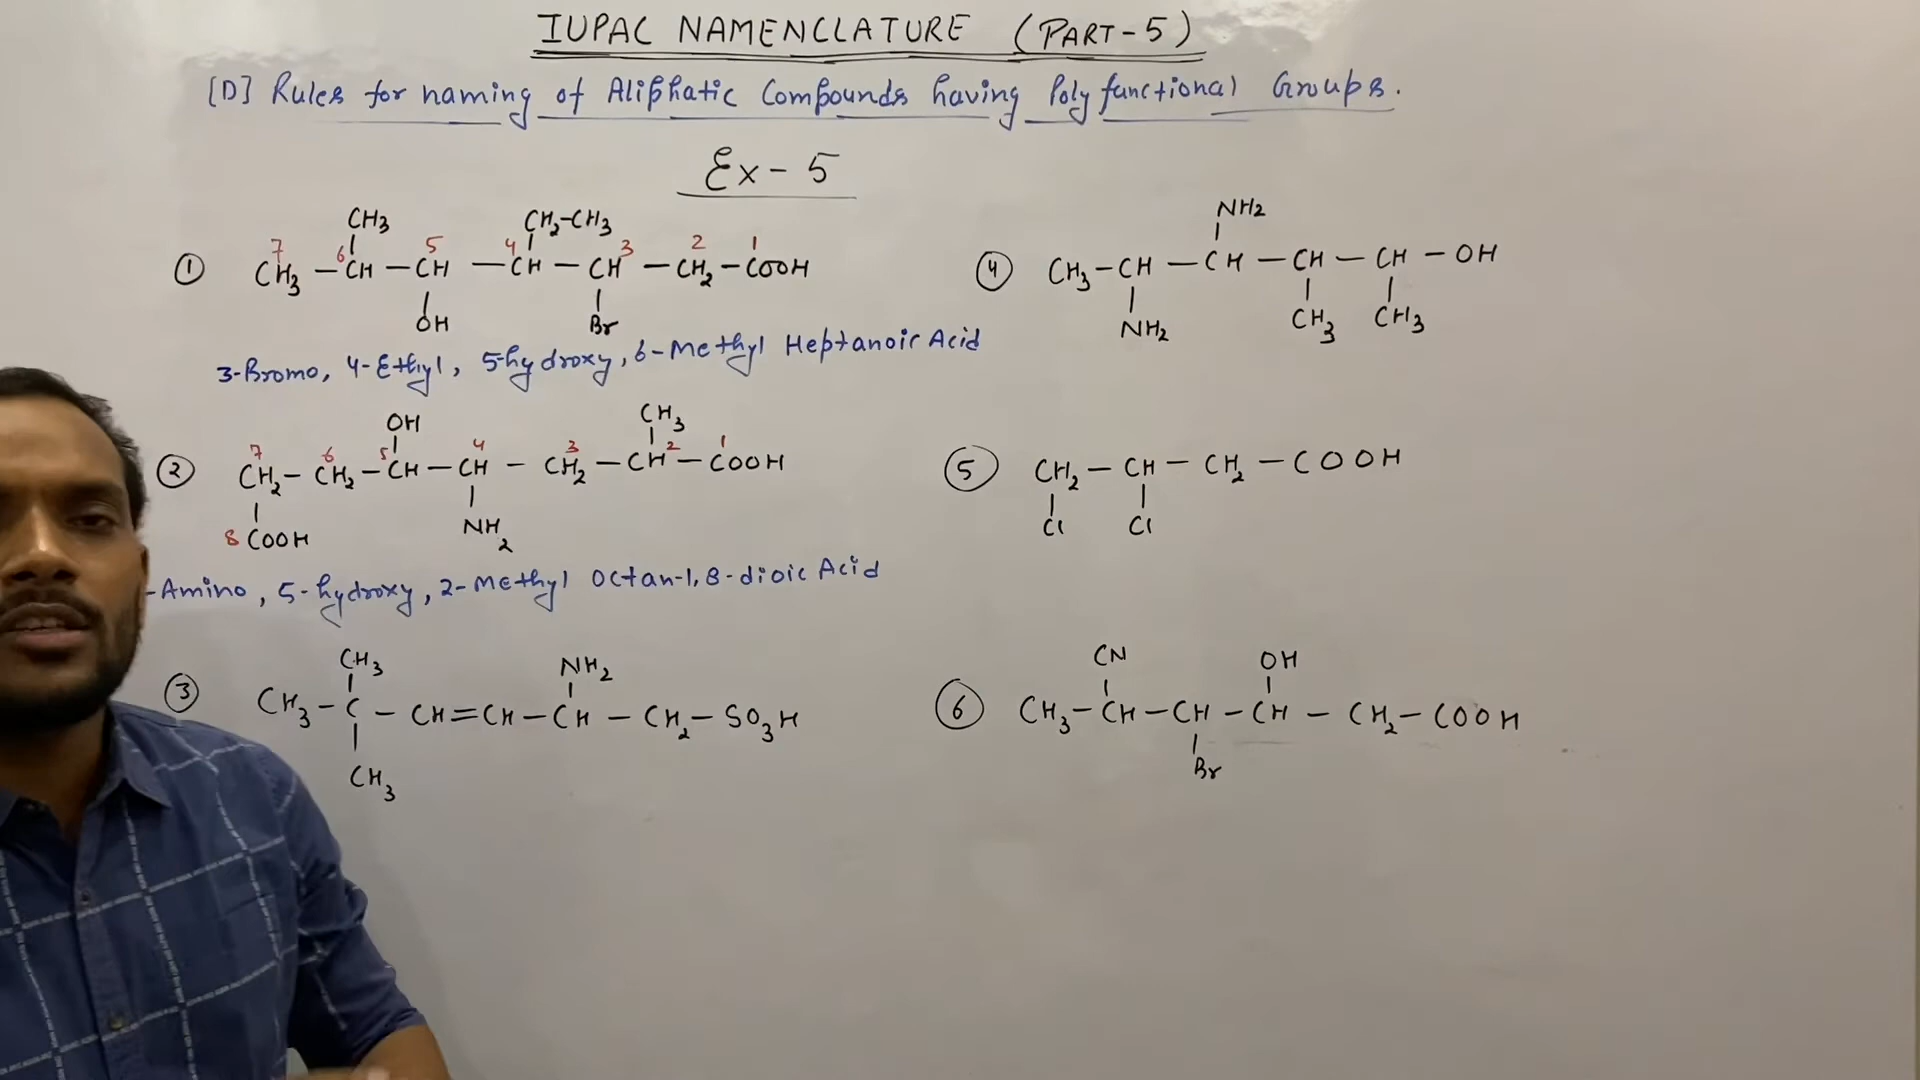 IUPAC NAMENCLATURE (PART-5)
[D] Rules for naming of Aliphatic Compounds having Poly functional Groups.
Ex - 5
CH3 CH2-CH3
7 6 5 4 3 2 1
① CH3 - CH - CH - CH - CH - CH2 - COOH
OH Br
3-Bromo, 4-Ethyl, 5-hydroxy, 6-Methyl Heptanoic Acid
OH CH3
7 6 5 4 3 2 1
② CH2 - CH2 - CH - CH - CH2 - CH - COOH
8 COOH NH2
-Amino, 5-hydroxy, 2-Methyl Octan-1,8-dioic Acid
CH3 NH2
③ CH3 - C - CH = CH - CH - CH2 - SO3H
CH3
NH2
④ CH3 - CH - CH - CH - CH - OH
NH2 CH3 CH3
⑤ CH2 - CH - CH2 - COOH
Cl Cl
CN OH
⑥ CH3 - CH - CH - CH - CH2 - COOH
Br